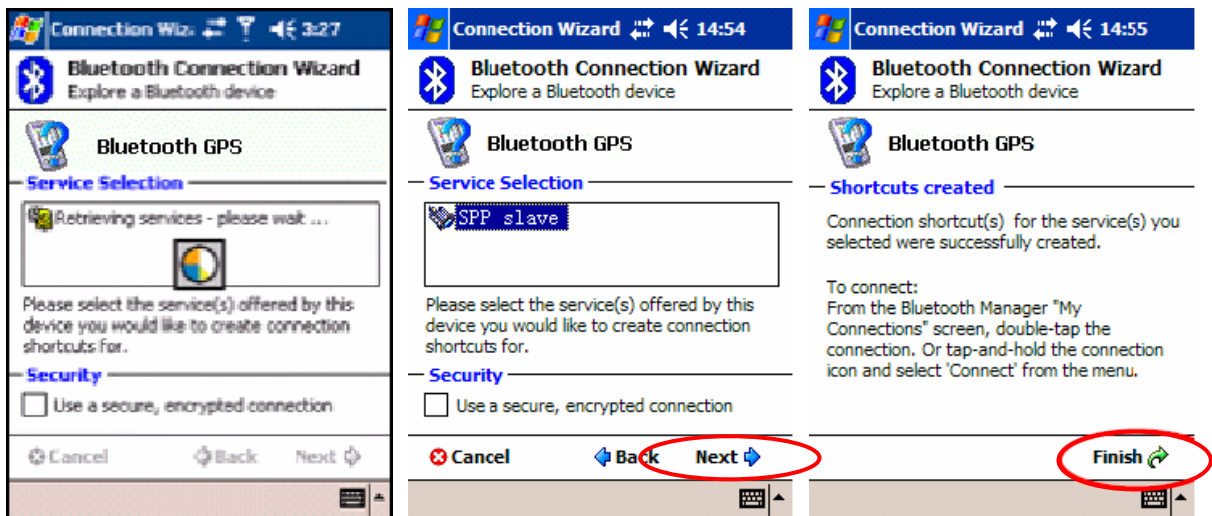 Connection Wiz. 3:27
Bluetooth Connection Wizard
Explore a Bluetooth device
Bluetooth GPS
Service Selection
Retrieving services - please wait ...
Please select the service(s) offered by this
device you would like to create connection
shortcuts for.
Security
Use a secure, encrypted connection
Cancel Back Next
Connection Wizard 14:54
Bluetooth Connection Wizard
Explore a Bluetooth device
Bluetooth GPS
Service Selection
SPP slave
Please select the service(s) offered by this
device you would like to create connection
shortcuts for.
Security
Use a secure, encrypted connection
Cancel Back Next
Connection Wizard 14:55
Bluetooth Connection Wizard
Explore a Bluetooth device
Bluetooth GPS
Shortcuts created
Connection shortcut(s) for the service(s) you
selected were successfully created.
To connect:
From the Bluetooth Manager "My
Connections" screen, double-tap the
connection. Or tap-and-hold the connection
icon and select 'Connect' from the menu.
Finish